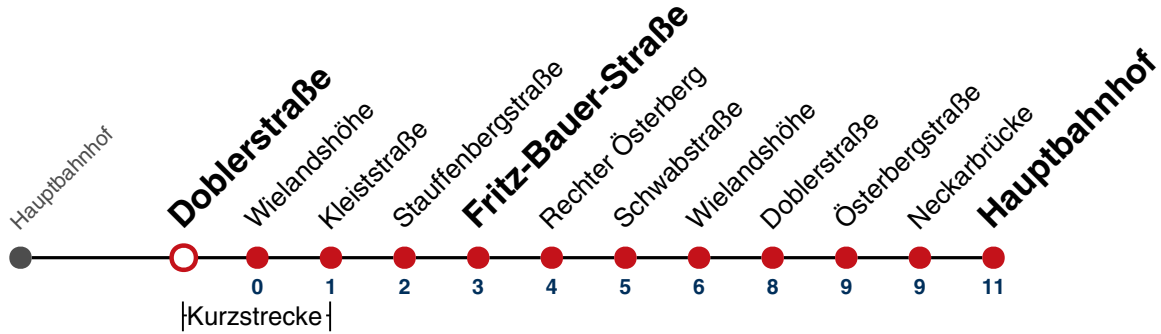 Hauptbahnhof
Doblerstraße
Wielandshöhe
Kleiststraße
Stauffenbergstraße
Fritz-Bauer-Straße
Rechter Österberg
Schwabstraße
Wielandshöhe
Doblerstraße
Österbergstraße
Neckarbrücke
Hauptbahnhof
0 1 2 3 4 5 6 8 9 9 11
Kurzstrecke